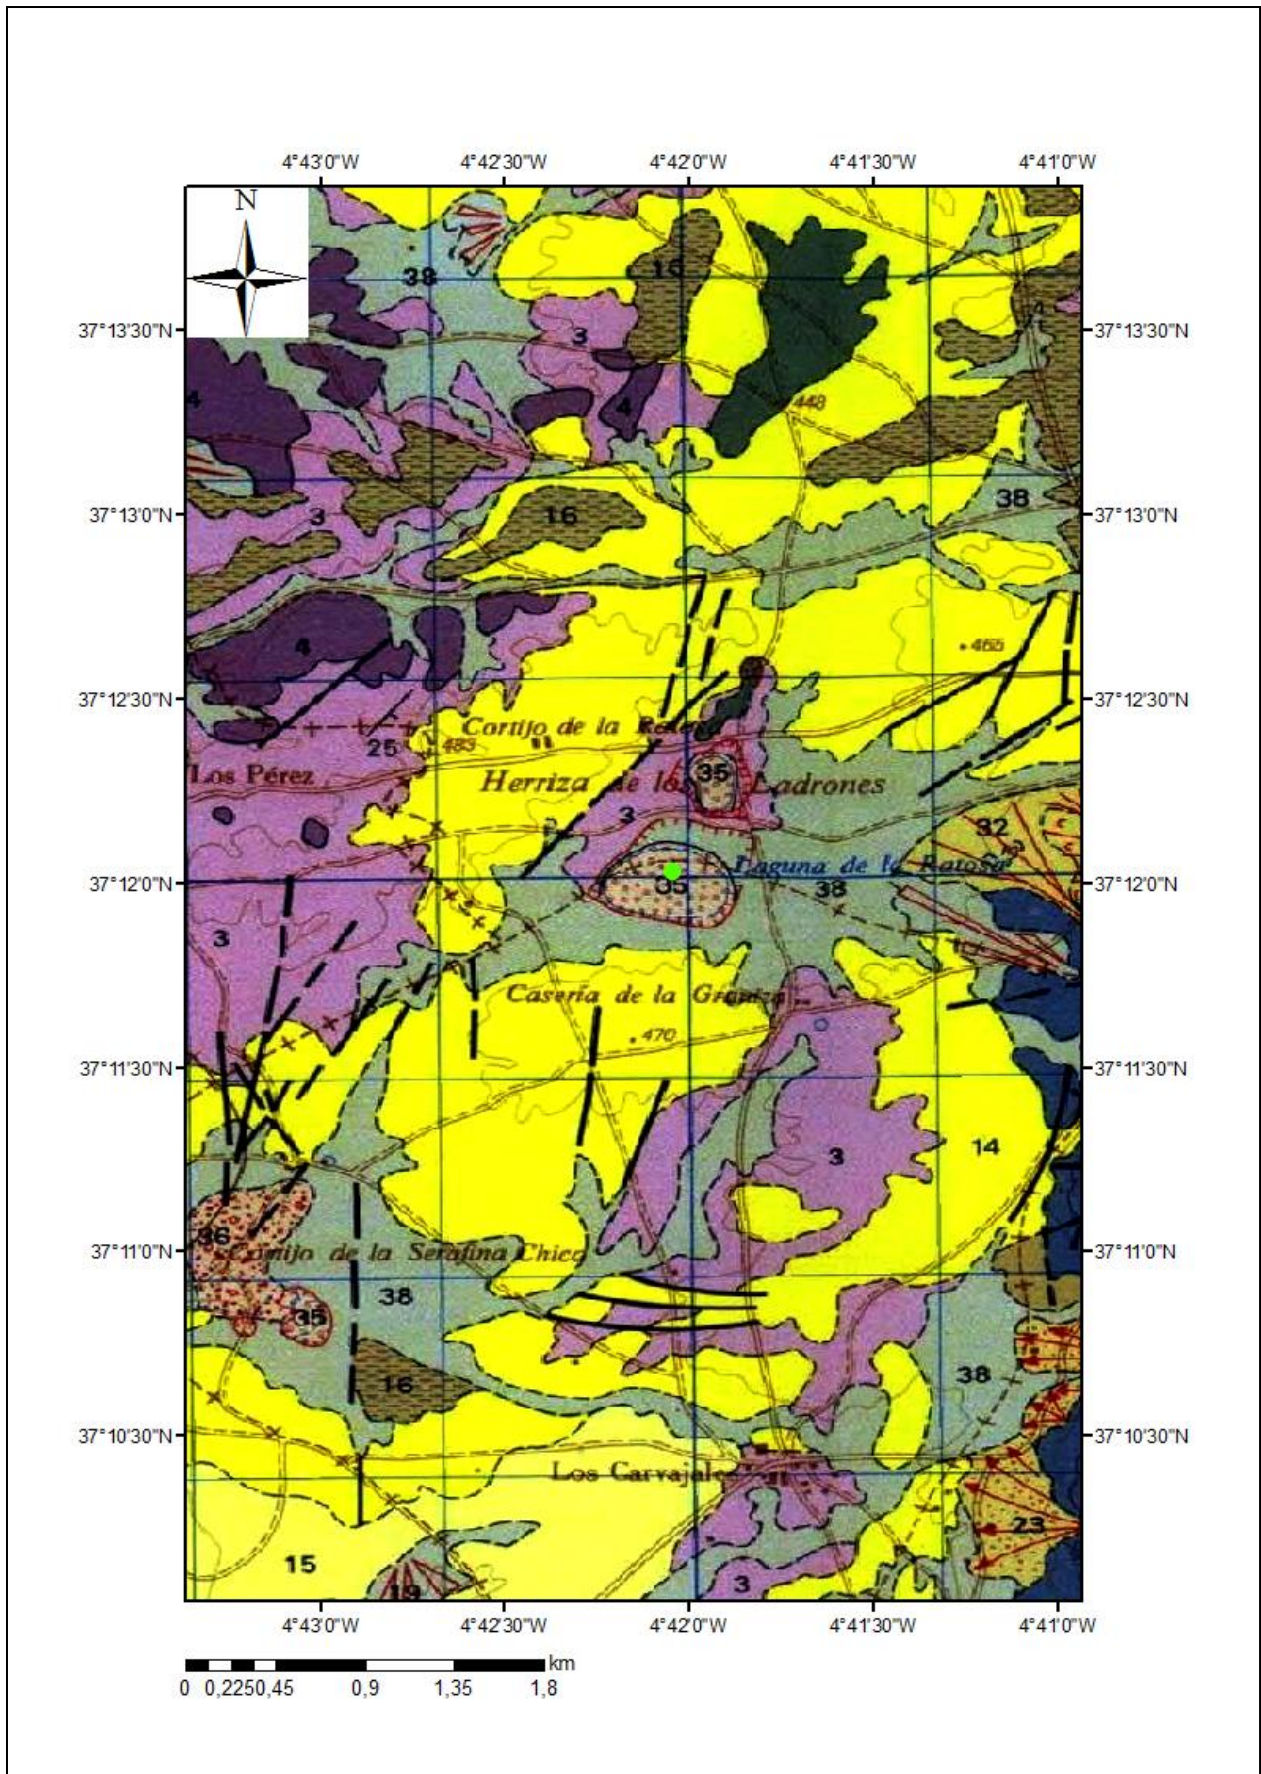 4°43'0"W 4°42'30"W 4°42'0"W 4°41'30"W 4°41'0"W
N
38
16
37°13'30"N 3 37°13'30"N
4 4 448
38
37°13'0"N 3 16 37°13'0"N
4 465
37°12'30"N 37°12'30"N
Cortijo de la
25 483
Los Pérez 35
Herriza de los Ladrones
3 32
Laguna de la Ratosa
37°12'0"N 35 38 37°12'0"N
3
Casería de la
470
37°11'30"N 37°11'30"N
3 14
36
37°11'0"N Cortijo de la Serafina Chica 37°11'0"N
38
35
16 38
37°10'30"N 37°10'30"N
Los Carvajales
23
15
19 3
4°43'0"W 4°42'30"W 4°42'0"W 4°41'30"W 4°41'0"W
km
0 0,225 0,45 0,9 1,35 1,8